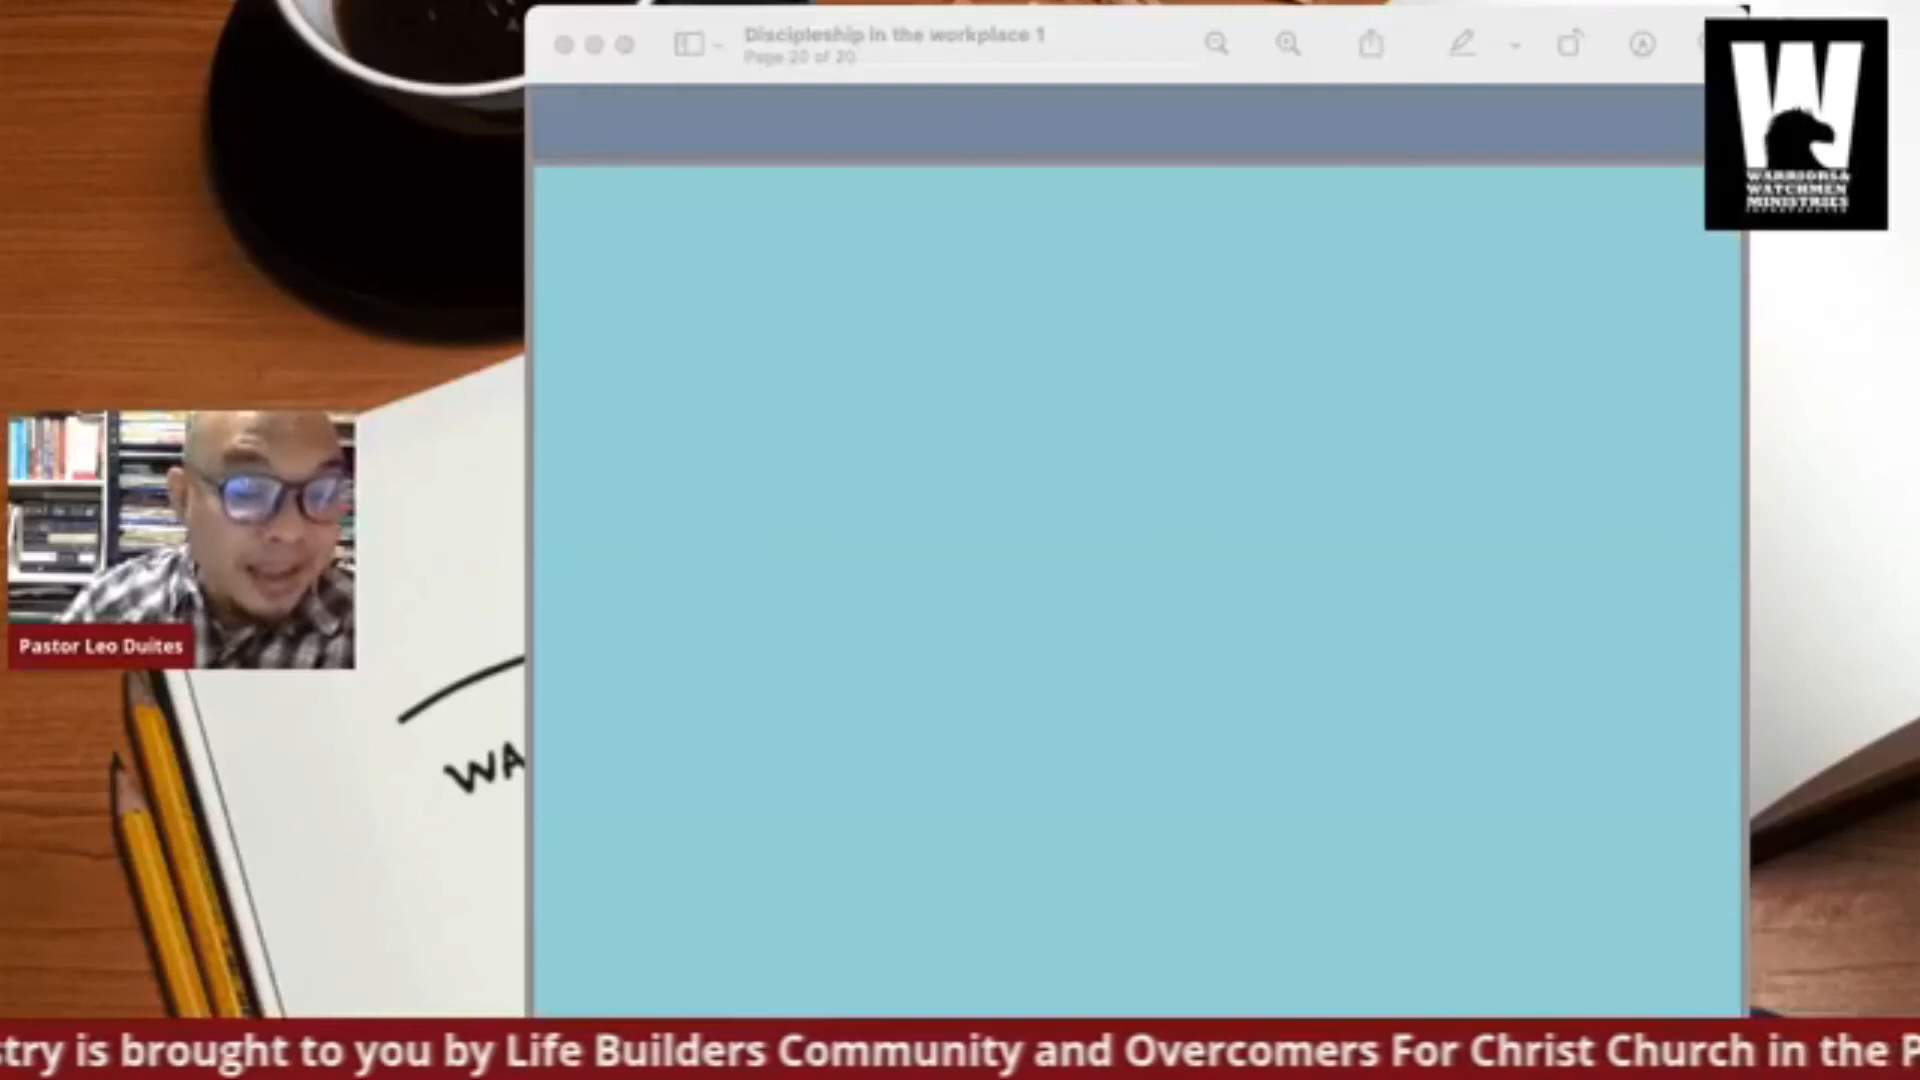 Discipleship in the workplace 1
Page 20 of 20
W
WARRIORS &
WATCHMEN
MINISTRIES
Pastor Leo Duites
WA
stry is brought to you by Life Builders Community and Overcomers For Christ Church in the P